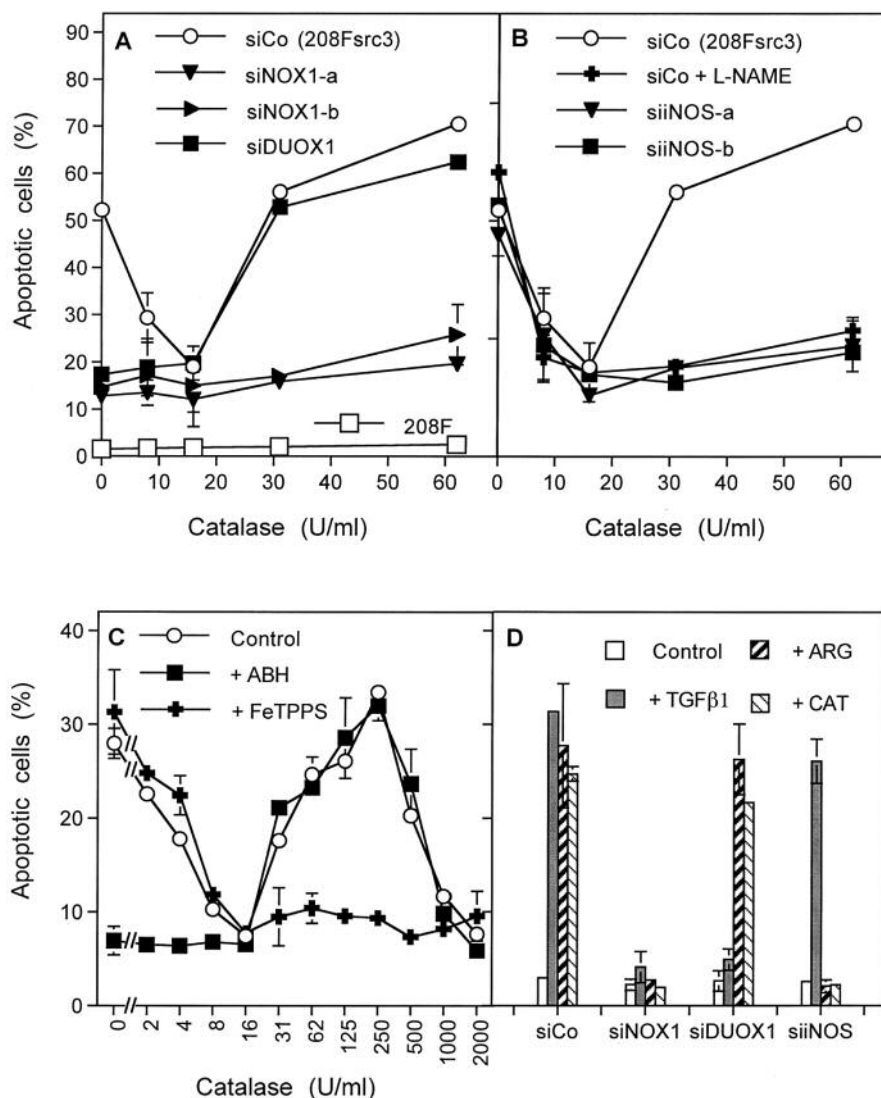 A
siCo (208Fsrc3)
siNOX1-a
siNOX1-b
siDUOX1
208F
Apoptotic cells (%)
90
80
70
60
50
40
30
20
10
0
0 10 20 30 40 50 60
Catalase (U/ml)
B
siCo (208Fsrc3)
siCo + L-NAME
siiNOS-a
siiNOS-b
0 10 20 30 40 50 60
Catalase (U/ml)
C
Control
+ ABH
+ FeTPPS
Apoptotic cells (%)
40
30
20
10
0
0 2 4 8 16 31 62 125 250 500 1000 2000
Catalase (U/ml)
D
Control
+ TGFβ1
+ ARG
+ CAT
siCo siNOX1 siDUOX1 siiNOS